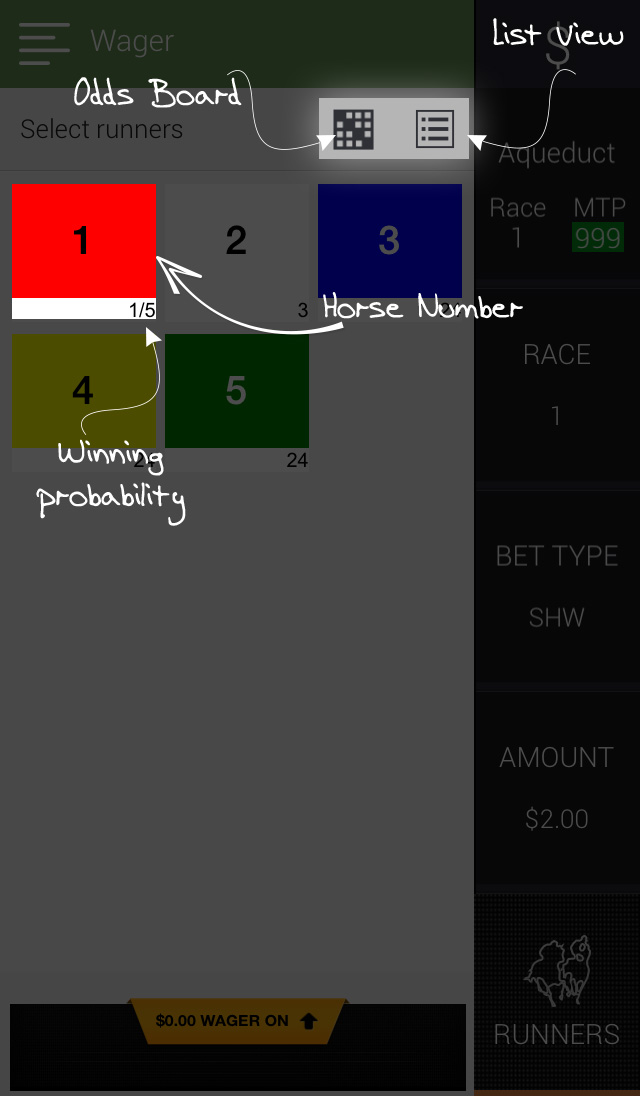 Wager
$
List View
Odds Board
Select runners
Aqueduct
Race MTP
1 999
1 2 3
1/5 3
Horse Number
4 5
24
Winning
probability
RACE
1
BET TYPE
SHW
AMOUNT
$2.00
$0.00 WAGER ON
RUNNERS